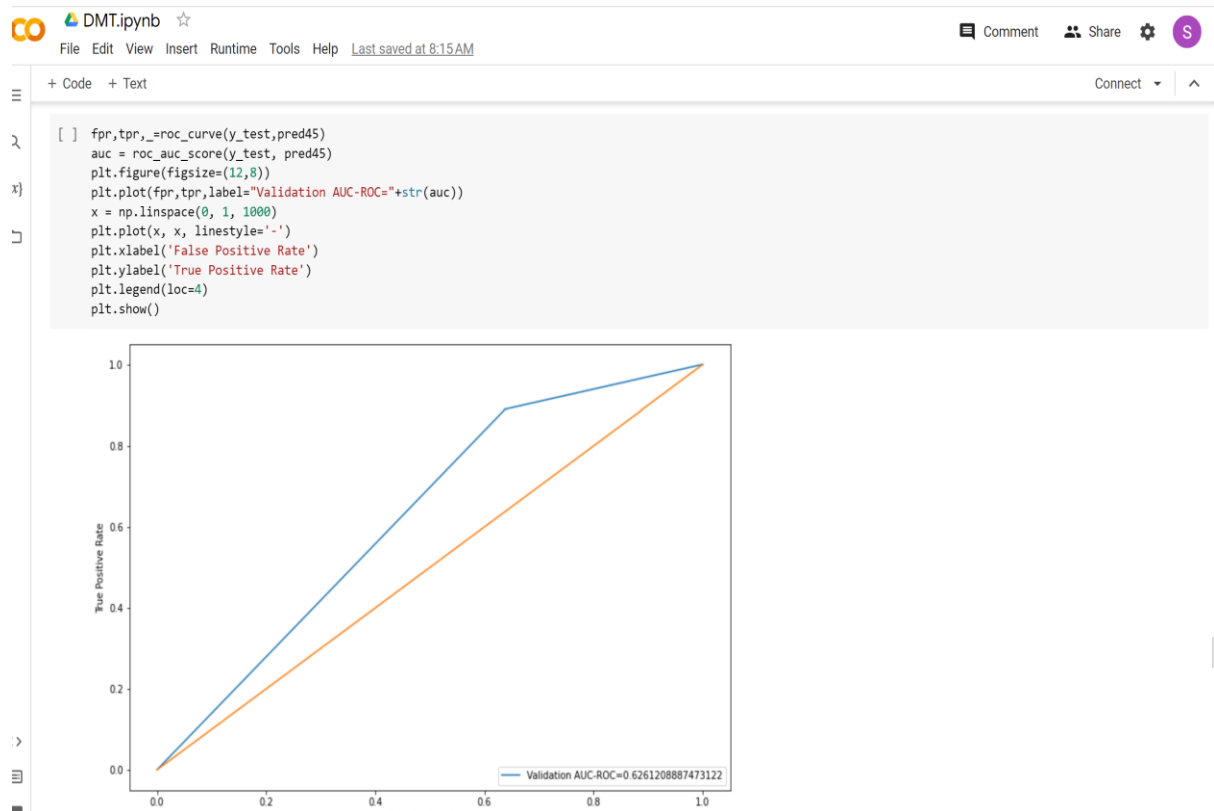 CO
DMT.ipynb
Comment
Share
S
File Edit View Insert Runtime Tools Help Last saved at 8:15 AM
+ Code + Text
Connect
[ ] fpr,tpr,_=roc_curve(y_test,pred45)
auc = roc_auc_score(y_test, pred45)
plt.figure(figsize=(12,8))
plt.plot(fpr,tpr,label="Validation AUC-ROC="+str(auc))
x = np.linspace(0, 1, 1000)
plt.plot(x, x, linestyle='-')
plt.xlabel('False Positive Rate')
plt.ylabel('True Positive Rate')
plt.legend(loc=4)
plt.show()
1.0
0.8
0.6
True Positive Rate
0.4
0.2
0.0
Validation AUC-ROC=0.6261208887473122
0.0 0.2 0.4 0.6 0.8 1.0